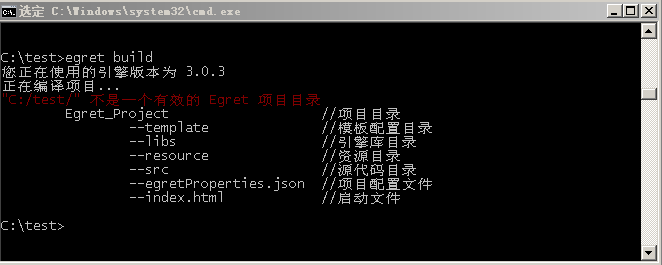 选定 C:\Windows\system32\cmd.exe
C:\test>egret build
您正在使用的引擎版本为 3.0.3
正在编译项目...
"C:/test/" 不是一个有效的 Egret 项目目录
Egret_Project //项目目录
--template //模板配置目录
--libs //引擎库目录
--resource //资源目录
--src //源代码目录
--egretProperties.json //项目配置文件
--index.html //启动文件
C:\test>